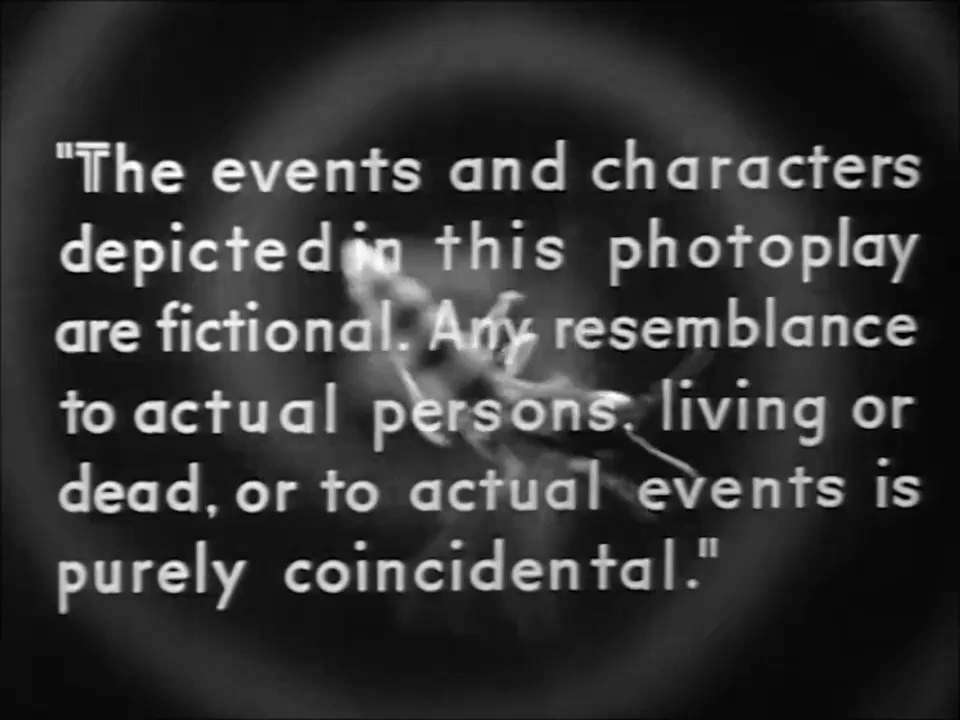 "The events and characters
depicted in this photoplay
are fictional. Any resemblance
to actual persons, living or
dead, or to actual events is
purely coincidental."